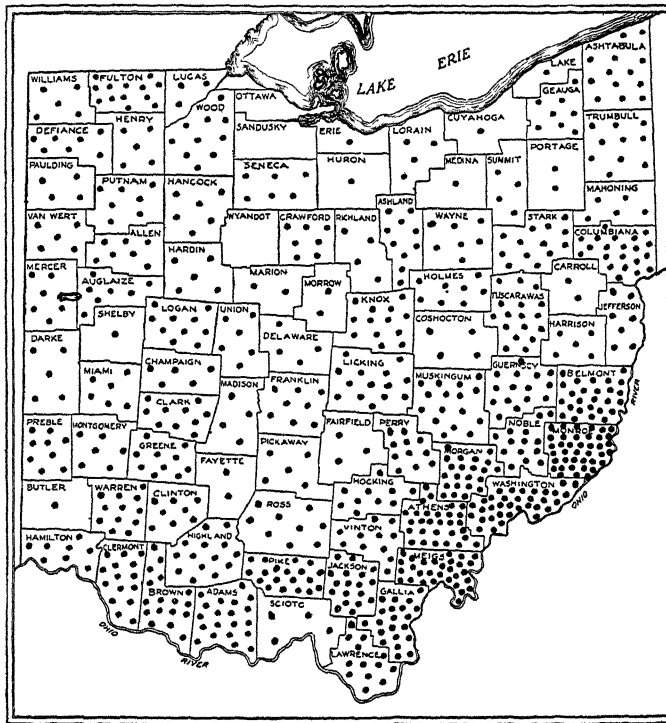 LAKE ERIE
WILLIAMS
FULTON
LUCAS
OTTAWA
LAKE
ASHTABULA
GEAUGA
HENRY
WOOD
SANDUSKY
ERIE
LORAIN
CUYAHOGA
TRUMBULL
DEFIANCE
PORTAGE
PAULDING
PUTNAM
HANCOCK
SENECA
HURON
MEDINA
SUMMIT
MAHONING
VAN WERT
ALLEN
WYANDOT
CRAWFORD
RICHLAND
ASHLAND
WAYNE
STARK
COLUMBIANA
MERCER
AUGLAIZE
HARDIN
MARION
MORROW
HOLMES
CARROLL
TUSCARAWAS
JEFFERSON
SHELBY
LOGAN
UNION
KNOX
COSHOCTON
HARRISON
DARKE
DELAWARE
MIAMI
CHAMPAIGN
LICKING
MUSKINGUM
GUERNSEY
BELMONT
CLARK
MADISON
FRANKLIN
RIVER
PREBLE
MONTGOMERY
GREENE
PICKAWAY
FAIRFIELD
PERRY
NOBLE
MONROE
MORGAN
FAYETTE
BUTLER
WARREN
CLINTON
HOCKING
WASHINGTON
OHIO
ROSS
ATHENS
HAMILTON
CLERMONT
HIGHLAND
VINTON
PIKE
JACKSON
MEIGS
BROWN
ADAMS
SCIOTO
GALLIA
OHIO
RIVER
LAWRENCE